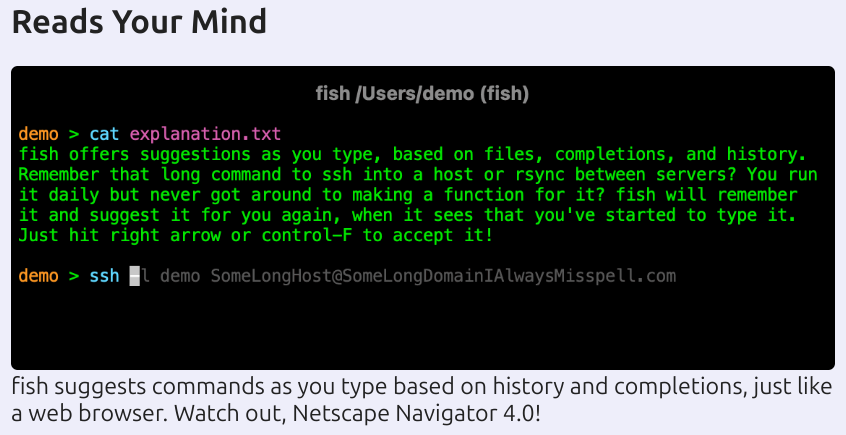 Reads Your Mind
fish /Users/demo (fish)
demo > cat explanation.txt
fish offers suggestions as you type, based on files, completions, and history.
Remember that long command to ssh into a host or rsync between servers? You run
it daily but never got around to making a function for it? fish will remember
it and suggest it for you again, when it sees that you've started to type it.
Just hit right arrow or control-F to accept it!
demo > ssh -l demo SomeLongHost@SomeLongDomainIAlwaysMisspell.com
fish suggests commands as you type based on history and completions, just like
a web browser. Watch out, Netscape Navigator 4.0!